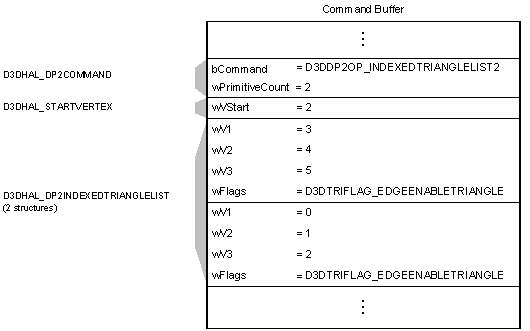 Command Buffer
⋮
D3DHAL_DP2COMMAND
bCommand = D3DDP2OP_INDEXEDTRIANGLELIST2
wPrimitiveCount = 2
D3DHAL_STARTVERTEX
wVStart = 2
wV1 = 3
wV2 = 4
wV3 = 5
wFlags = D3DTRIFLAG_EDGEENABLETRIANGLE
D3DHAL_DP2INDEXEDTRIANGLELIST
(2 structures)
wV1 = 0
wV2 = 1
wV3 = 2
wFlags = D3DTRIFLAG_EDGEENABLETRIANGLE
⋮